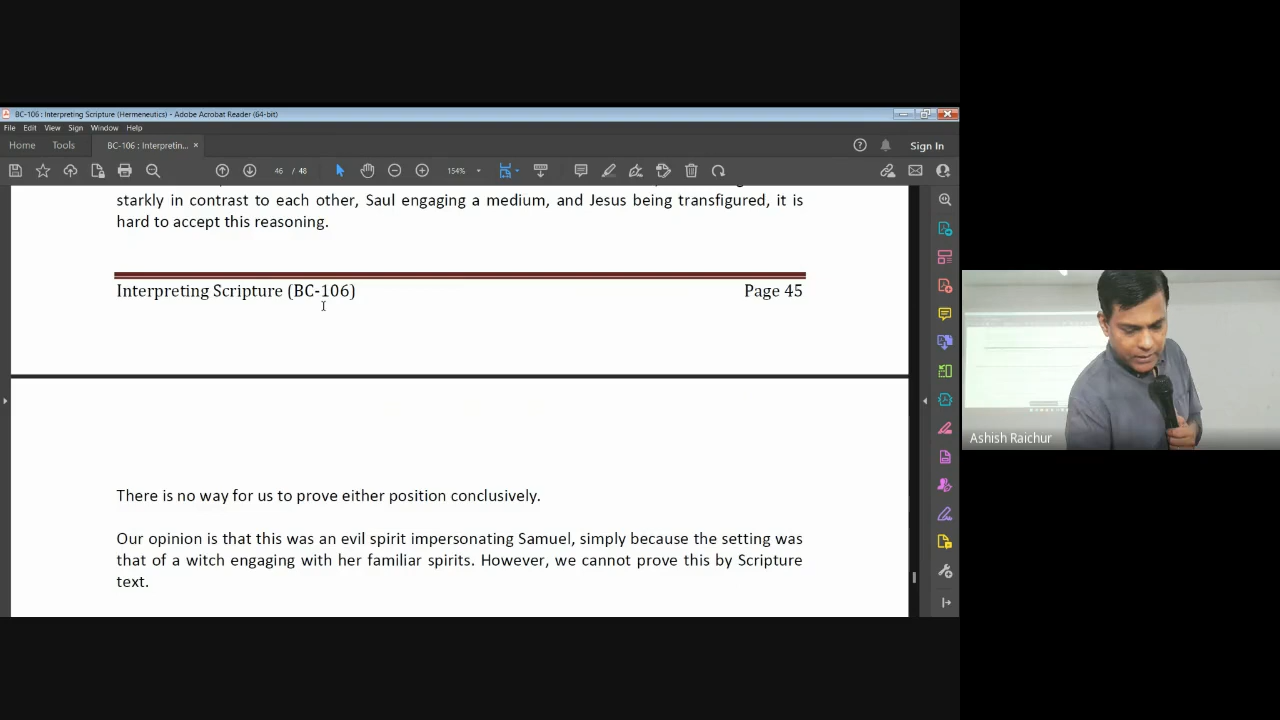 BC-106 : Interpreting Scripture (Hermeneutics) - Adobe Acrobat Reader (64-bit)
File Edit View Sign Window Help
Home Tools BC-106 : Interpretin... × Sign In
46 / 48 154%
starkly in contrast to each other, Saul engaging a medium, and Jesus being transfigured, it is
hard to accept this reasoning.
Interpreting Scripture (BC-106) Page 45
There is no way for us to prove either position conclusively.
Our opinion is that this was an evil spirit impersonating Samuel, simply because the setting was
that of a witch engaging with her familiar spirits. However, we cannot prove this by Scripture
text.
Ashish Raichur